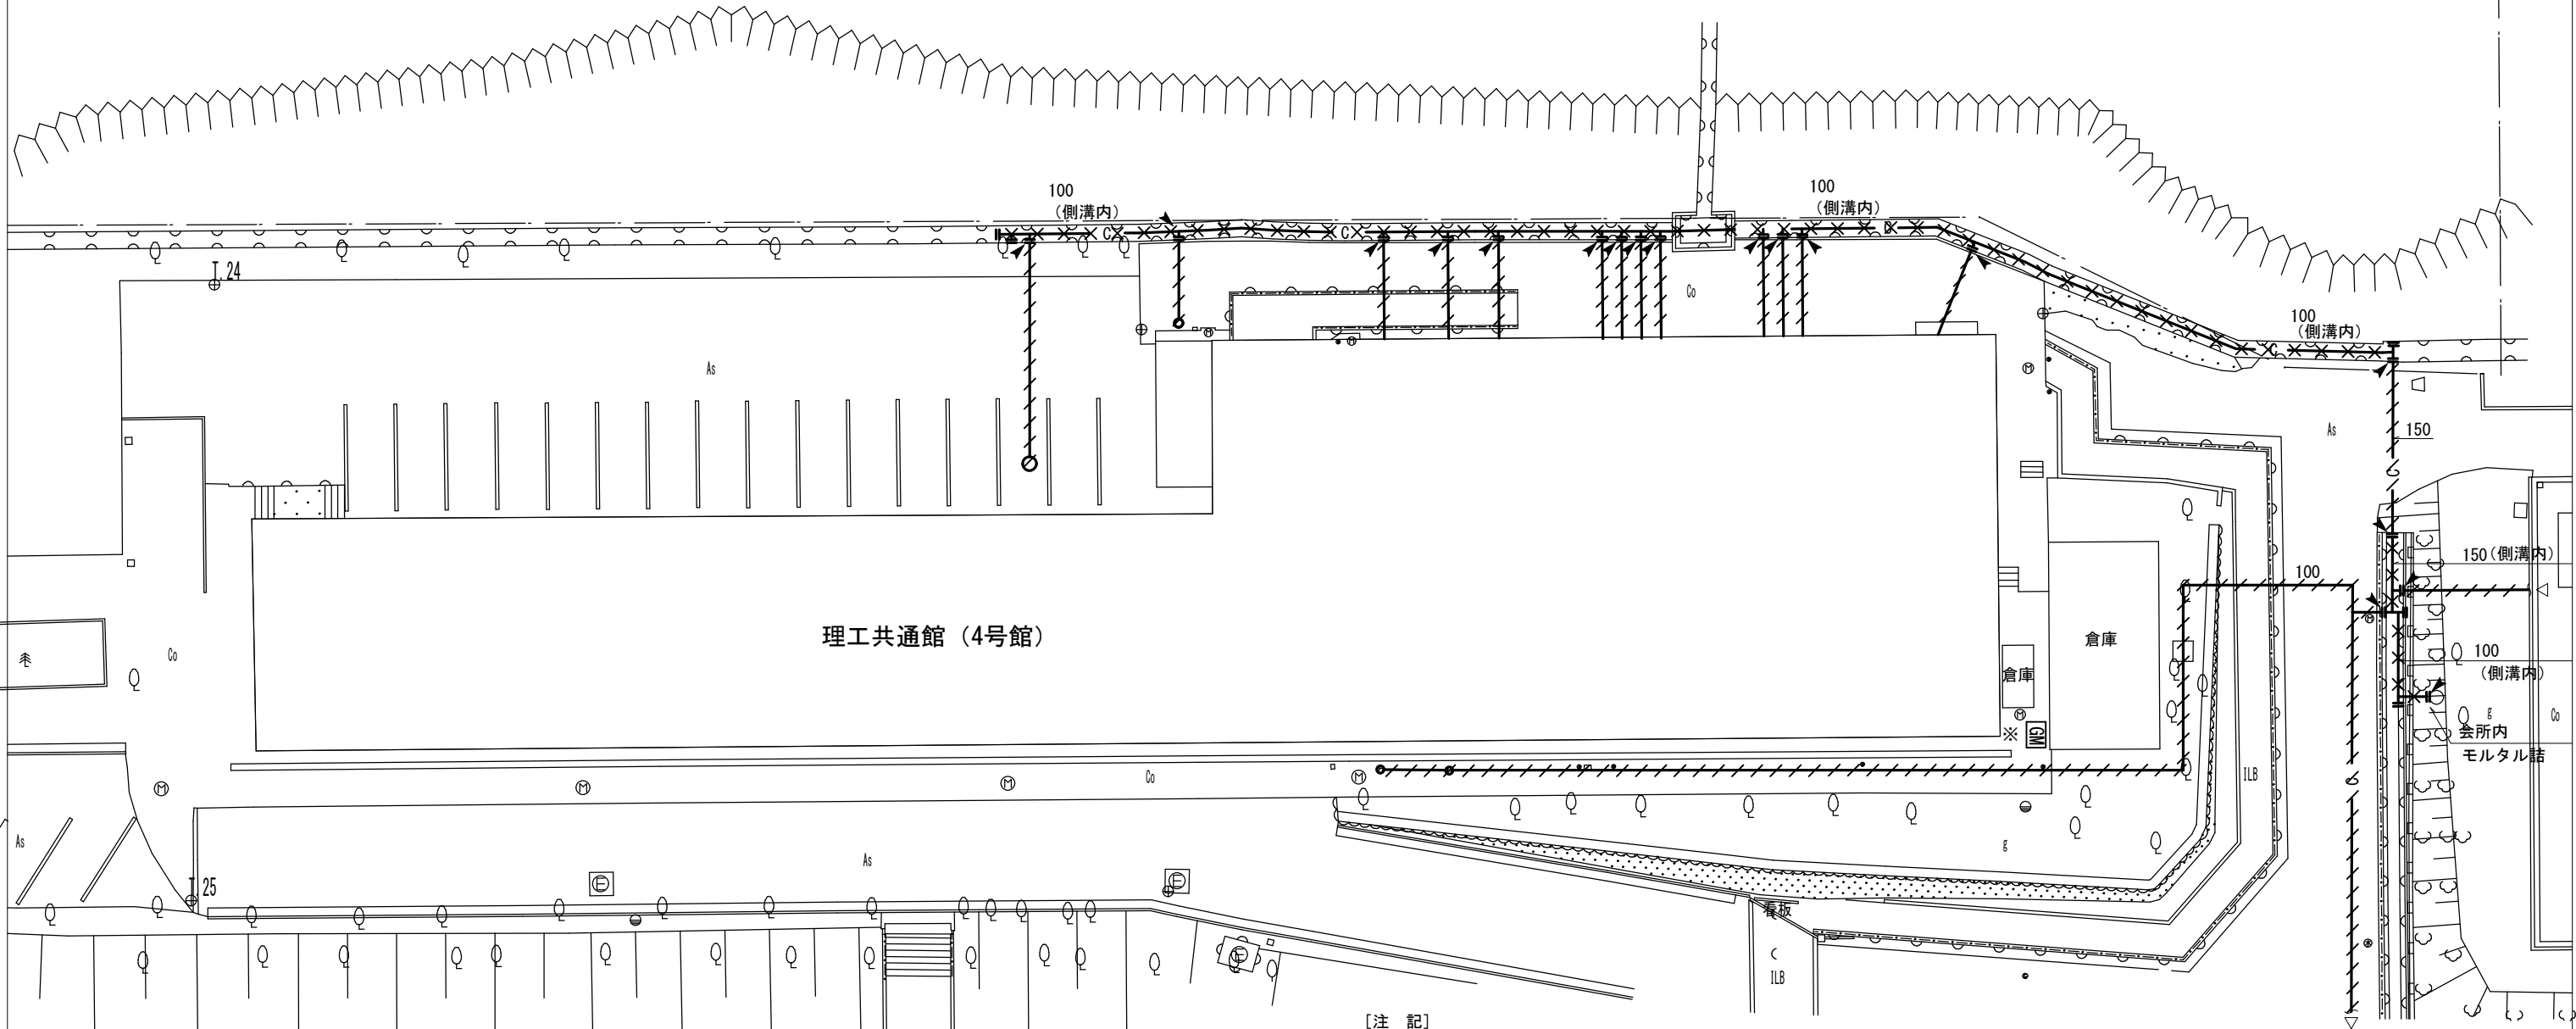 100
(側溝内)
100
(側溝内)
T.24
Co
100
(側溝内)
As
As
150
150(側溝内)
100
理工共通館（4号館）
倉庫
Co
100
(側溝内)
倉庫
g
Co
※
GM
会所内
モルタル詰
Co
ILB
As
As
g
T.25
看板
ILB
[注　記]